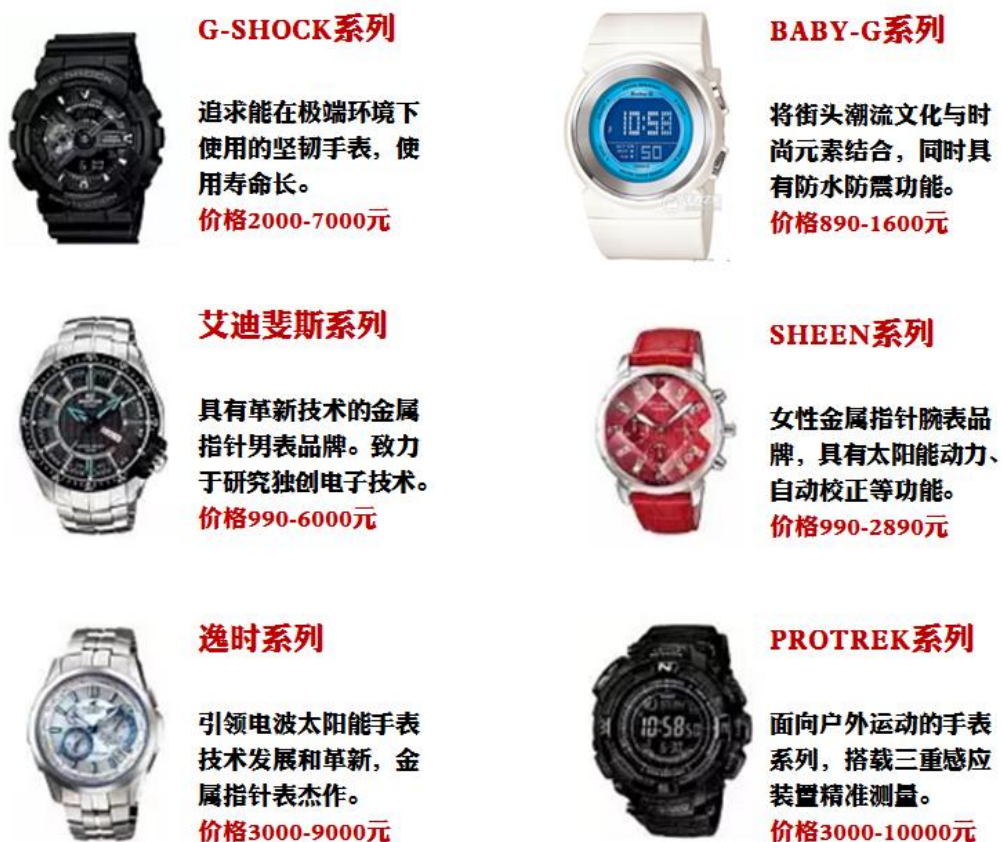 G-SHOCK系列
追求能在极端环境下
使用的坚韧手表，使
用寿命长。
价格2000-7000元
BABY-G系列
将街头潮流文化与时
尚元素结合，同时具
有防水防震功能。
价格890-1600元
艾迪斐斯系列
具有革新技术的金属
指针男表品牌。致力
于研究独创电子技术。
价格990-6000元
SHEEN系列
女性金属指针腕表品
牌，具有太阳能动力、
自动校正等功能。
价格990-2890元
逸时系列
引领电波太阳能手表
技术发展和革新，金
属指针表杰作。
价格3000-9000元
PROTREK系列
面向户外运动的手表
系列，搭载三重感应
装置精准测量。
价格3000-10000元
G-SHOCK
Baby-G
10:58
50
10:58